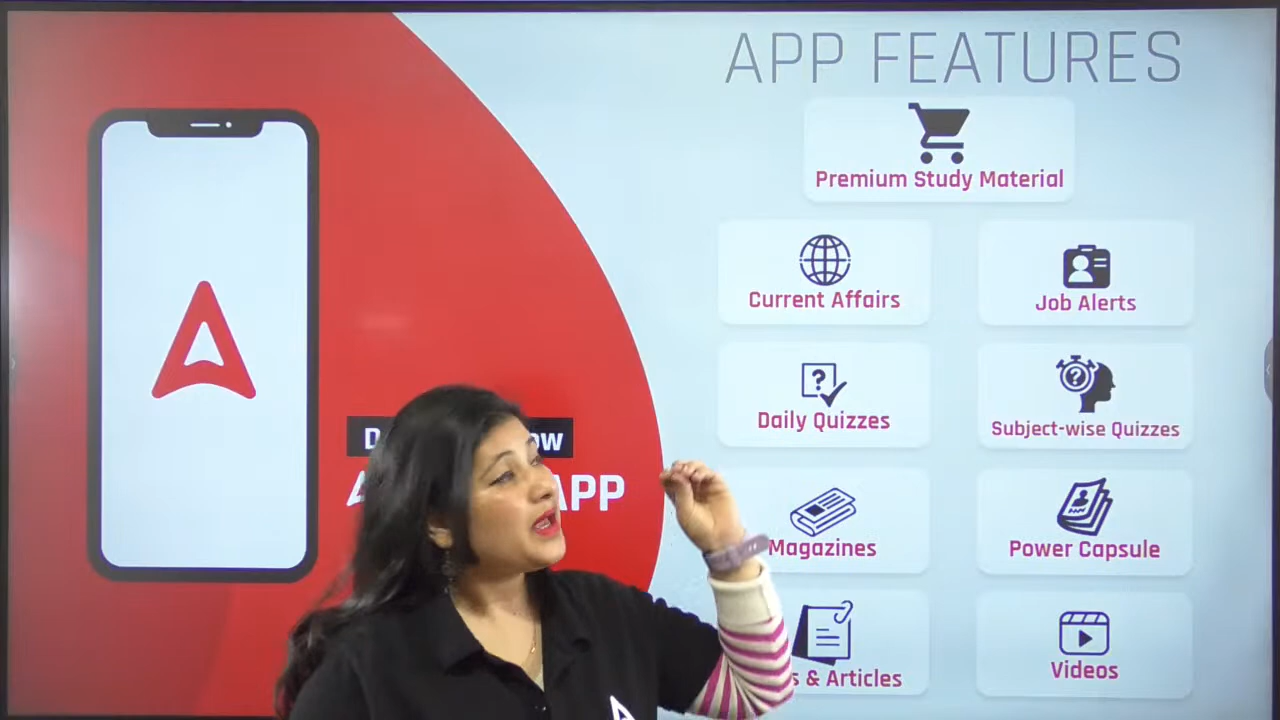 APP FEATURES
Premium Study Material
Current Affairs
Job Alerts
Daily Quizzes
Subject-wise Quizzes
APP
Magazines
Power Capsule
& Articles
Videos